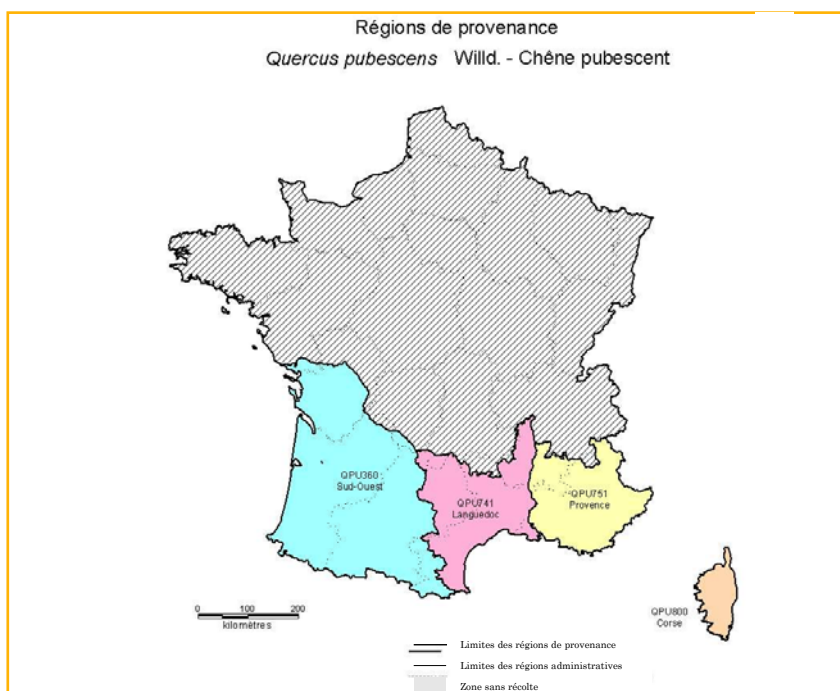 Régions de provenance
Quercus pubescens Willd. - Chêne pubescent
QPU360
Sud-Ouest
QPU741
Languedoc
QPU751
Provence
QPU800
Corse
0 100 200
kilomètres
Limites des régions de provenance
Limites des régions administratives
Zone sans récolte